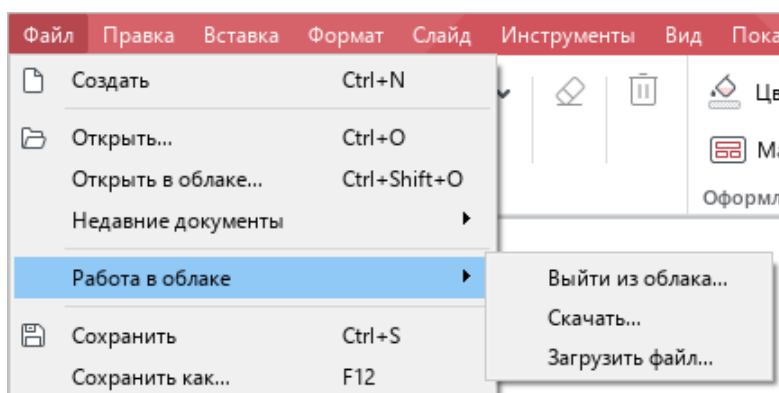 Файл Правка Вставка Формат Слайд Инструменты Вид
Создать Ctrl+N
Открыть... Ctrl+O
Открыть в облаке... Ctrl+Shift+O
Недавние документы
Работа в облаке
Выйти из облака...
Скачать...
Загрузить файл...
Сохранить Ctrl+S
Сохранить как... F12